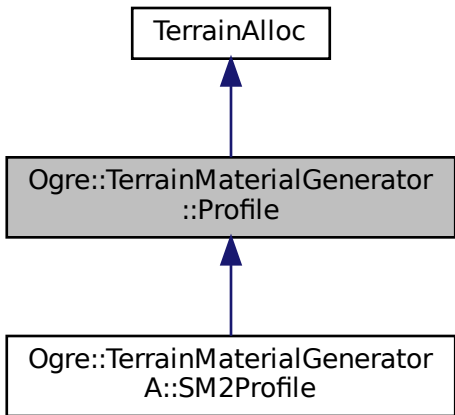 TerrainAlloc
Ogre::TerrainMaterialGenerator
::Profile
Ogre::TerrainMaterialGenerator
A::SM2Profile